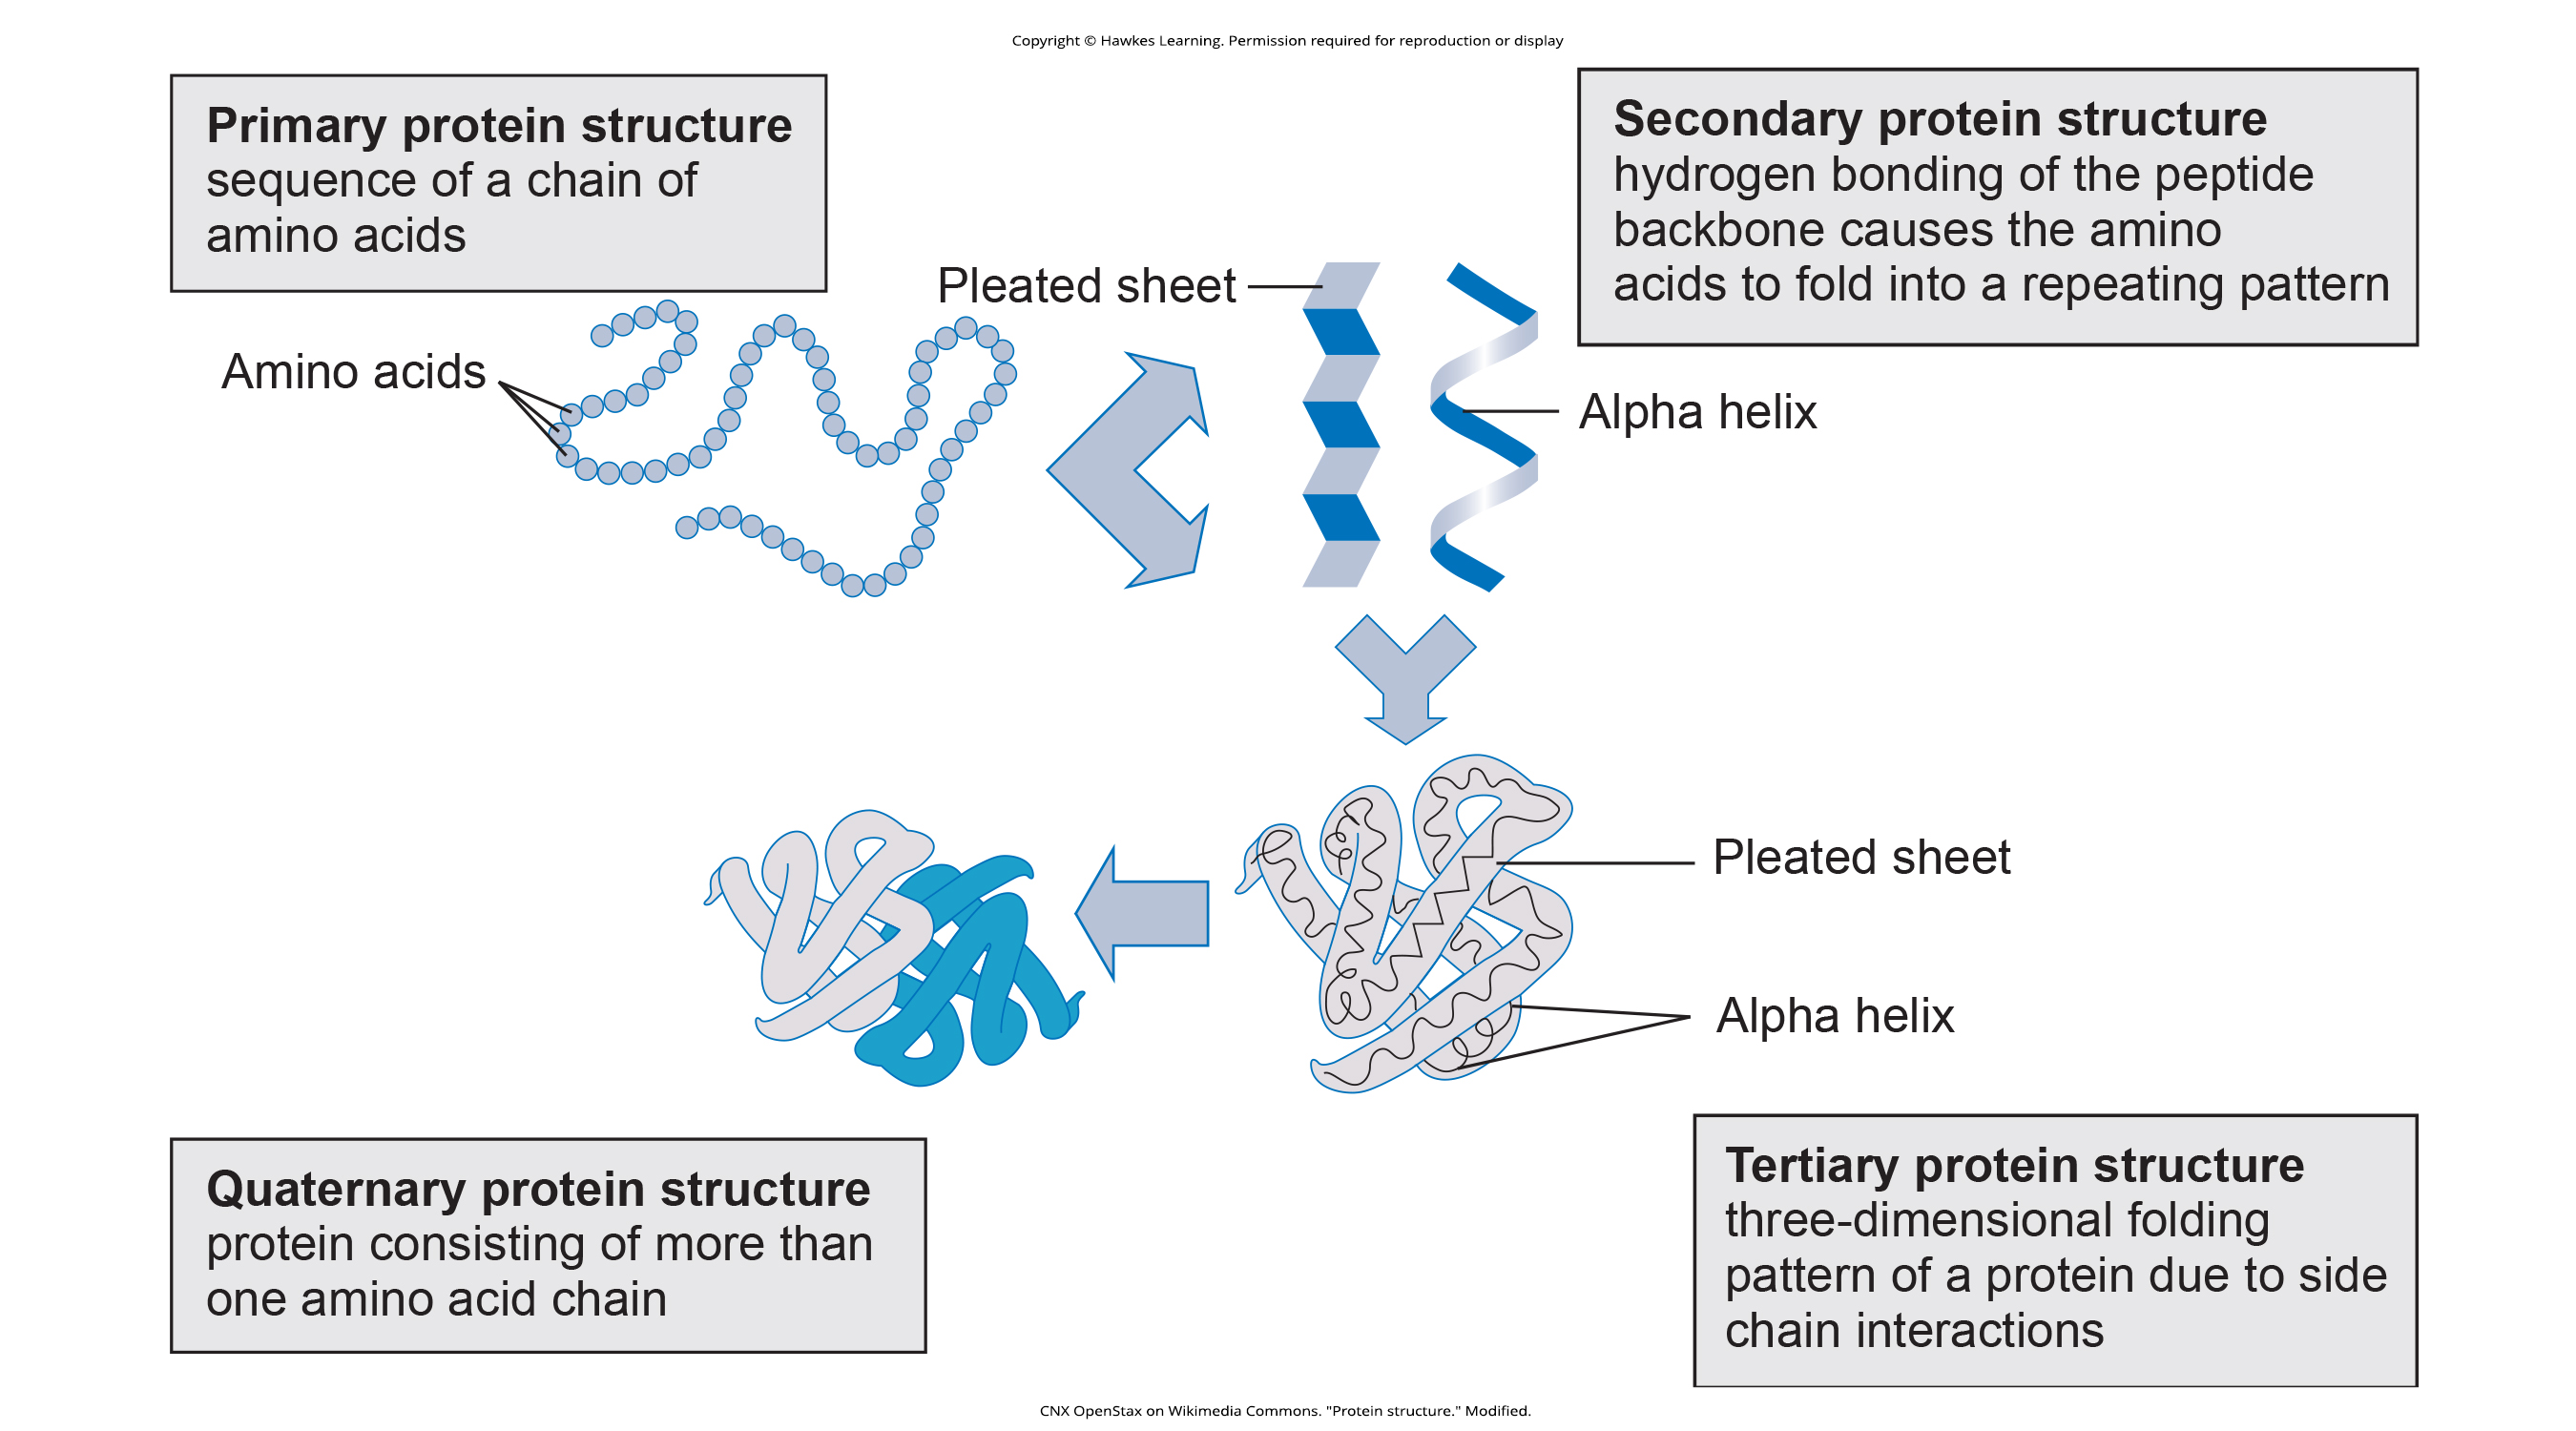 Copyright © Hawkes Learning. Permission required for reproduction or display
Primary protein structure
sequence of a chain of
amino acids
Secondary protein structure
hydrogen bonding of the peptide
backbone causes the amino
acids to fold into a repeating pattern
Pleated sheet
Amino acids
Alpha helix
Pleated sheet
Alpha helix
Quaternary protein structure
protein consisting of more than
one amino acid chain
Tertiary protein structure
three-dimensional folding
pattern of a protein due to side
chain interactions
CNX OpenStax on Wikimedia Commons. "Protein structure." Modified.